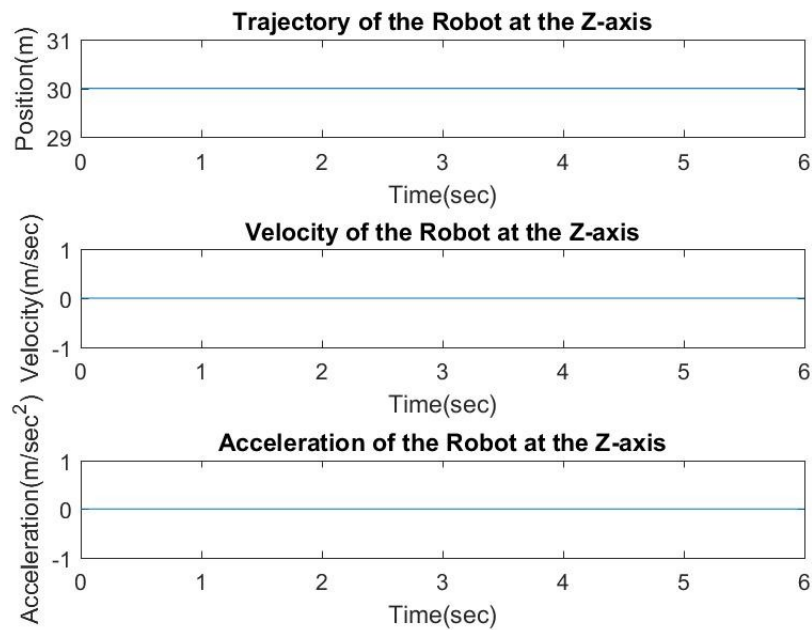 Trajectory of the Robot at the Z-axis
Position(m)
31
30
29
0 1 2 3 4 5 6
Time(sec)
Velocity of the Robot at the Z-axis
Velocity(m/sec)
1
0
-1
0 1 2 3 4 5 6
Time(sec)
Acceleration of the Robot at the Z-axis
Acceleration(m/sec²)
1
0
-1
0 1 2 3 4 5 6
Time(sec)